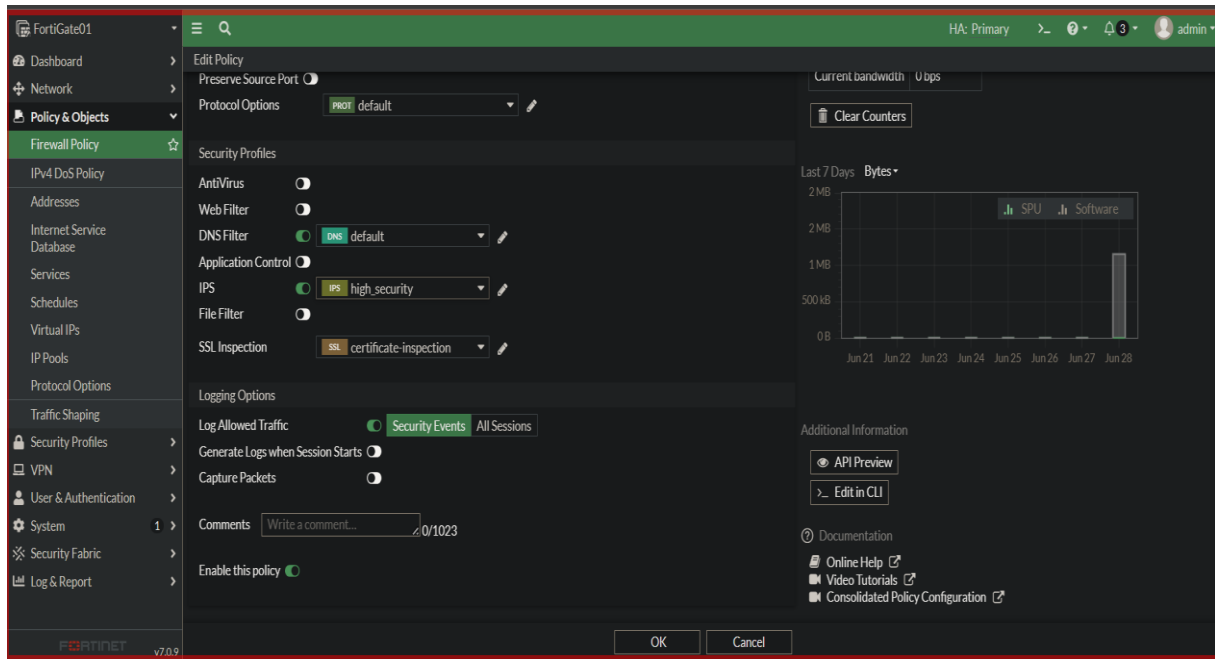 FortiGate01
HA: Primary
3
admin
Dashboard
Network
Policy & Objects
Firewall Policy
IPv4 DoS Policy
Addresses
Internet Service
Database
Services
Schedules
Virtual IPs
IP Pools
Protocol Options
Traffic Shaping
Security Profiles
VPN
User & Authentication
System 1
Security Fabric
Log & Report
FORTINET v7.0.9
Edit Policy
Preserve Source Port
Protocol Options PROT default
Security Profiles
AntiVirus
Web Filter
DNS Filter DNS default
Application Control
IPS IPS high_security
File Filter
SSL Inspection SSL certificate-inspection
Logging Options
Log Allowed Traffic Security Events All Sessions
Generate Logs when Session Starts
Capture Packets
Comments Write a comment... 0/1023
Enable this policy
OK Cancel
Current bandwidth 0 bps
Clear Counters
Last 7 Days Bytes
2 MB
SPU Software
2 MB
1 MB
500 kB
0 B
Jun 21 Jun 22 Jun 23 Jun 24 Jun 25 Jun 26 Jun 27 Jun 28
Additional Information
API Preview
>_ Edit in CLI
Documentation
Online Help
Video Tutorials
Consolidated Policy Configuration